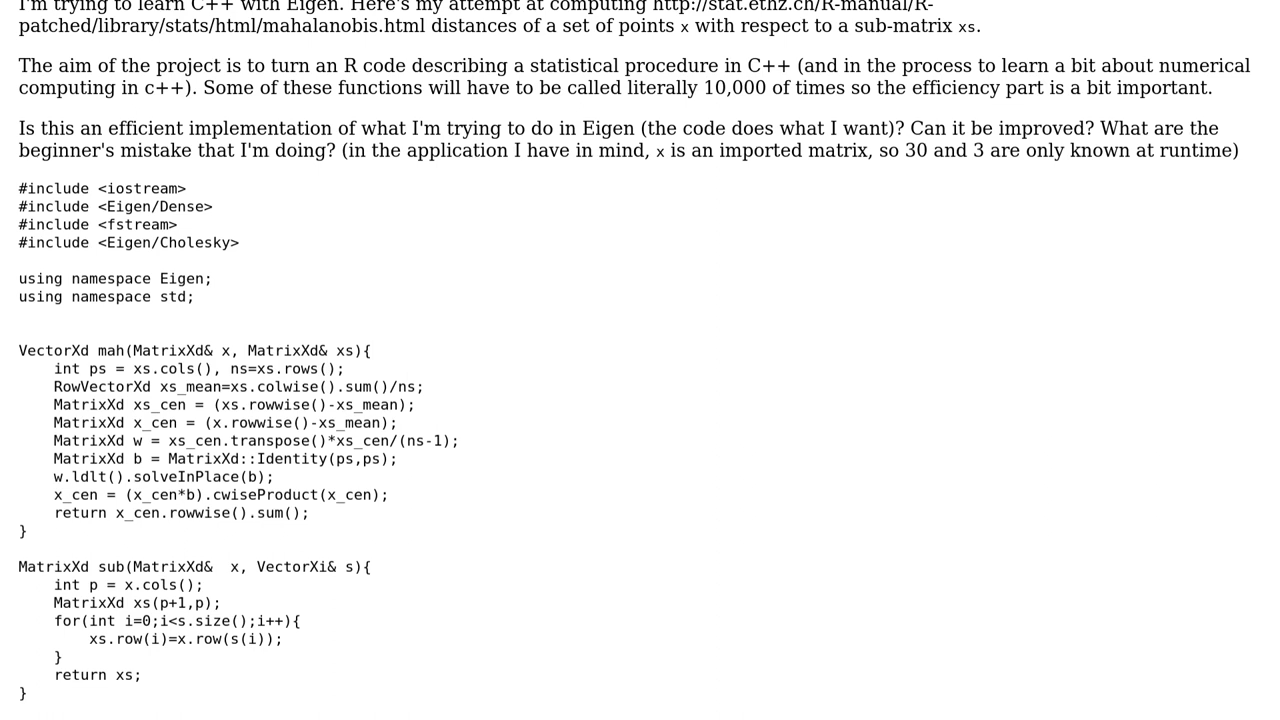 I'm trying to learn C++ with Eigen. Here's my attempt at computing http://stat.ethz.ch/R-manual/R-
patched/library/stats/html/mahalanobis.html distances of a set of points x with respect to a sub-matrix xs.
The aim of the project is to turn an R code describing a statistical procedure in C++ (and in the process to learn a bit about numerical
computing in c++). Some of these functions will have to be called literally 10,000 of times so the efficiency part is a bit important.
Is this an efficient implementation of what I'm trying to do in Eigen (the code does what I want)? Can it be improved? What are the
beginner's mistake that I'm doing? (in the application I have in mind, x is an imported matrix, so 30 and 3 are only known at runtime)
#include <iostream>
#include <Eigen/Dense>
#include <fstream>
#include <Eigen/Cholesky>
using namespace Eigen;
using namespace std;
VectorXd mah(MatrixXd& x, MatrixXd& xs){
    int ps = xs.cols(), ns=xs.rows();
    RowVectorXd xs_mean=xs.colwise().sum()/ns;
    MatrixXd xs_cen = (xs.rowwise()-xs_mean);
    MatrixXd x_cen = (x.rowwise()-xs_mean);
    MatrixXd w = xs_cen.transpose()*xs_cen/(ns-1);
    MatrixXd b = MatrixXd::Identity(ps,ps);
    w.ldlt().solveInPlace(b);
    x_cen = (x_cen*b).cwiseProduct(x_cen);
    return x_cen.rowwise().sum();
}
MatrixXd sub(MatrixXd&  x, VectorXi& s){
    int p = x.cols();
    MatrixXd xs(p+1,p);
    for(int i=0;i<s.size();i++){
        xs.row(i)=x.row(s(i));
    }
    return xs;
}